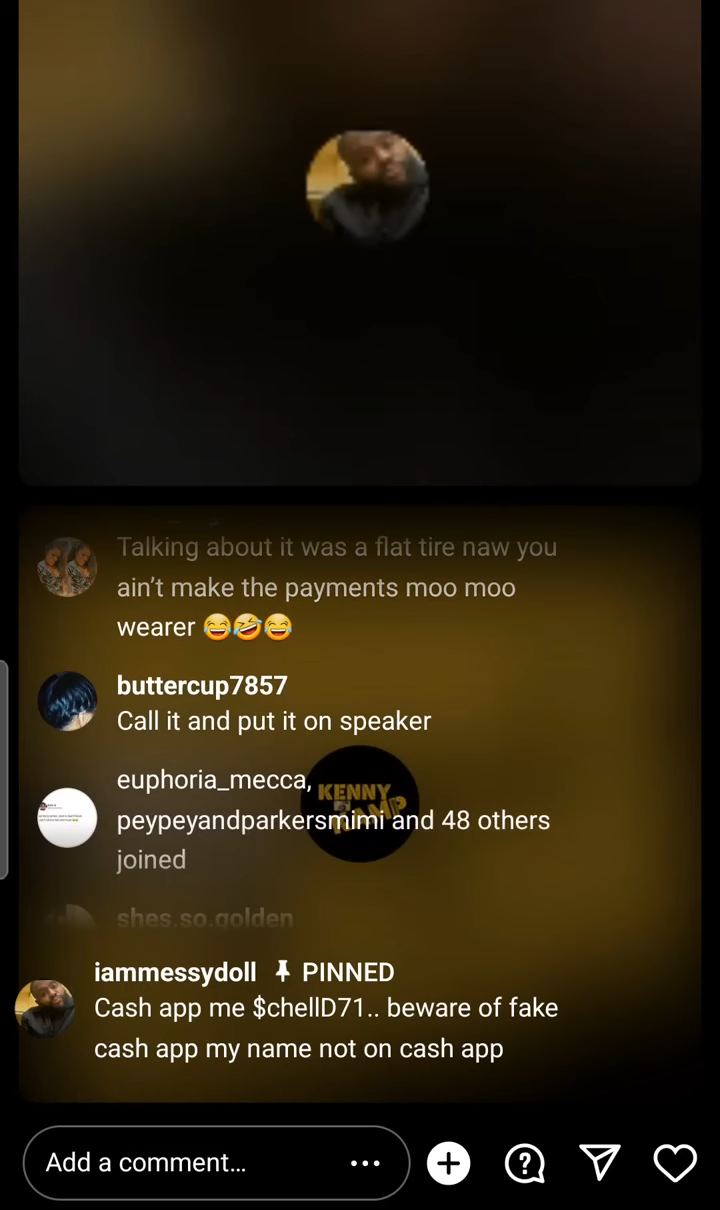 Talking about it was a flat tire naw you
ain't make the payments moo moo
wearer 😂🤣😂
buttercup7857
Call it and put it on speaker
euphoria_mecca,
KENNY
peypeyandparkersmimi and 48 others
joined
shes.so.golden
iammessydoll PINNED
Cash app me $chellD71.. beware of fake
cash app my name not on cash app
Add a comment...